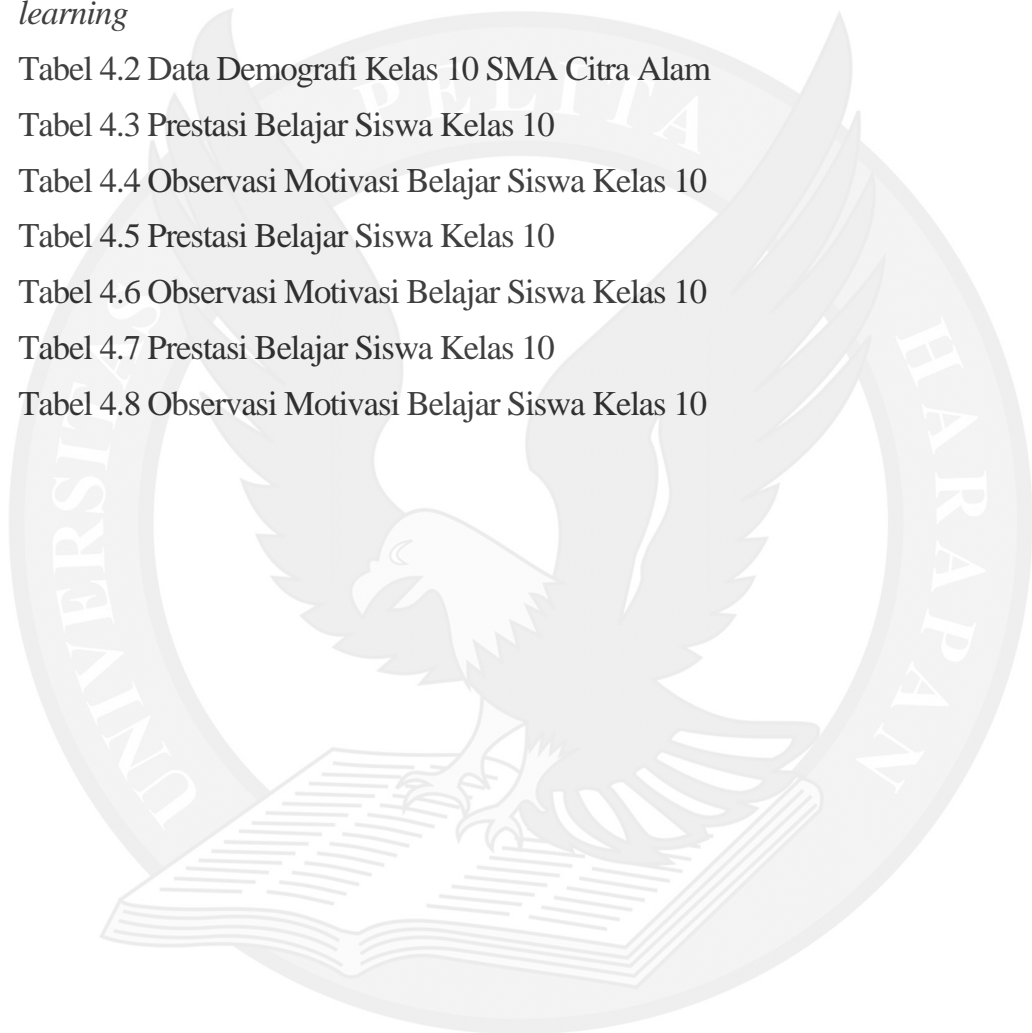 learning
Tabel 4.2 Data Demografi Kelas 10 SMA Citra Alam
Tabel 4.3 Prestasi Belajar Siswa Kelas 10
Tabel 4.4 Observasi Motivasi Belajar Siswa Kelas 10
Tabel 4.5 Prestasi Belajar Siswa Kelas 10
Tabel 4.6 Observasi Motivasi Belajar Siswa Kelas 10
Tabel 4.7 Prestasi Belajar Siswa Kelas 10
Tabel 4.8 Observasi Motivasi Belajar Siswa Kelas 10
UNIVERSITAS PELITA HARAPAN